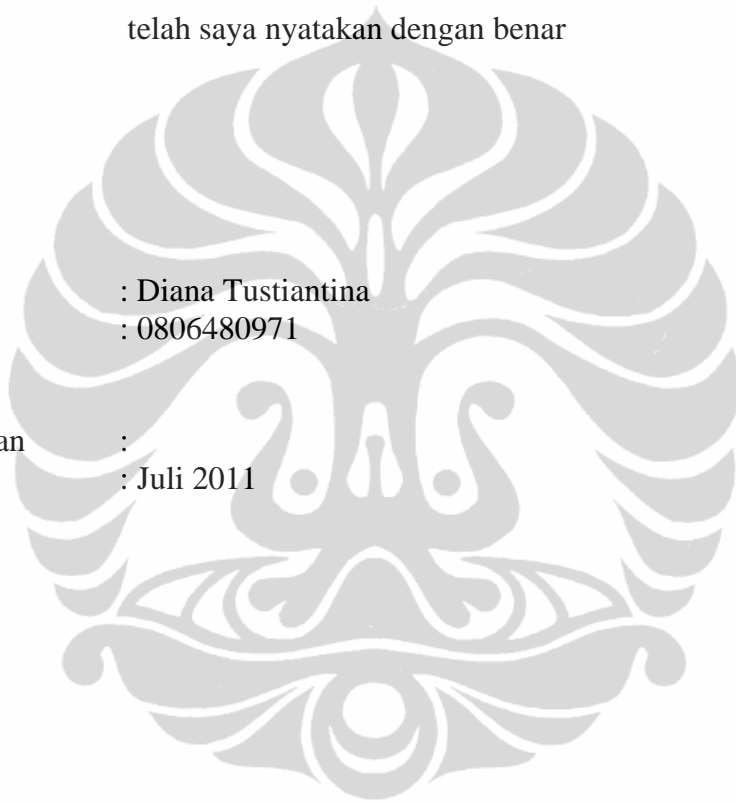 telah saya nyatakan dengan benar
: Diana Tustiantina
: 0806480971
an :
: Juli 2011